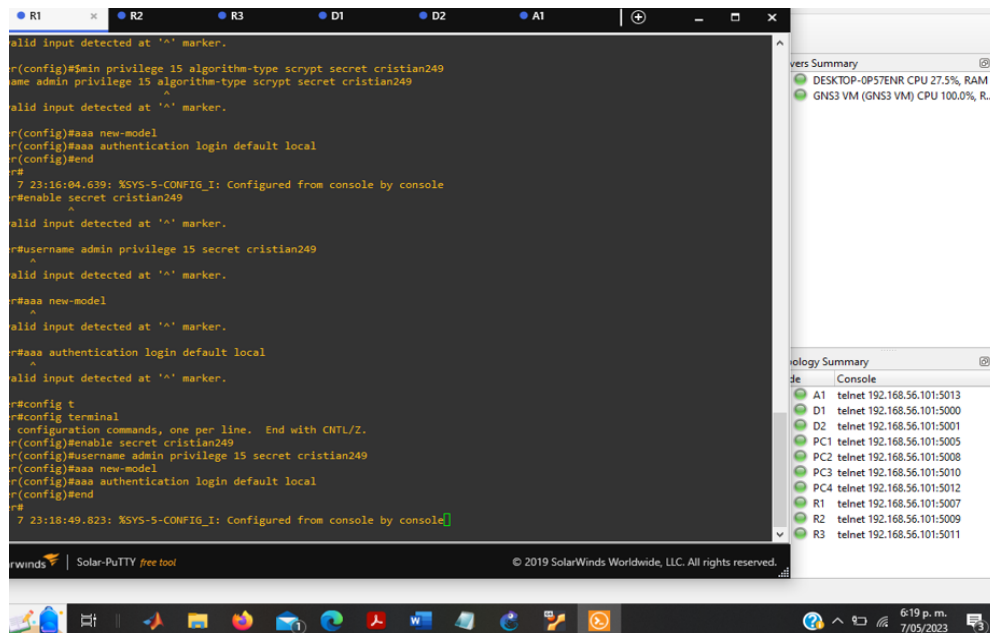 R1 × R2 R3 D1 D2 A1
alid input detected at '^' marker.
r(config)#$min privilege 15 algorithm-type scrypt secret cristian249
ame admin privilege 15 algorithm-type scrypt secret cristian249
^
alid input detected at '^' marker.
r(config)#aaa new-model
r(config)#aaa authentication login default local
r(config)#end
r#
7 23:16:04.639: %SYS-5-CONFIG_I: Configured from console by console
r#enable secret cristian249
^
alid input detected at '^' marker.
r#username admin privilege 15 secret cristian249
^
alid input detected at '^' marker.
r#aaa new-model
^
alid input detected at '^' marker.
r#aaa authentication login default local
^
alid input detected at '^' marker.
r#config t
r#config terminal
configuration commands, one per line. End with CNTL/Z.
r(config)#enable secret cristian249
r(config)#username admin privilege 15 secret cristian249
r(config)#aaa new-model
r(config)#aaa authentication login default local
r(config)#end
r#
7 23:18:49.823: %SYS-5-CONFIG_I: Configured from console by console
rwinds Solar-PuTTY free tool © 2019 SolarWinds Worldwide, LLC. All rights reserved.
vers Summary
DESKTOP-0P57ENR CPU 27.5%, RAM
GNS3 VM (GNS3 VM) CPU 100.0%, R..
ology Summary
de Console
A1 telnet 192.168.56.101:5013
D1 telnet 192.168.56.101:5000
D2 telnet 192.168.56.101:5001
PC1 telnet 192.168.56.101:5005
PC2 telnet 192.168.56.101:5008
PC3 telnet 192.168.56.101:5010
PC4 telnet 192.168.56.101:5012
R1 telnet 192.168.56.101:5007
R2 telnet 192.168.56.101:5009
R3 telnet 192.168.56.101:5011
6:19 p. m.
7/05/2023
3